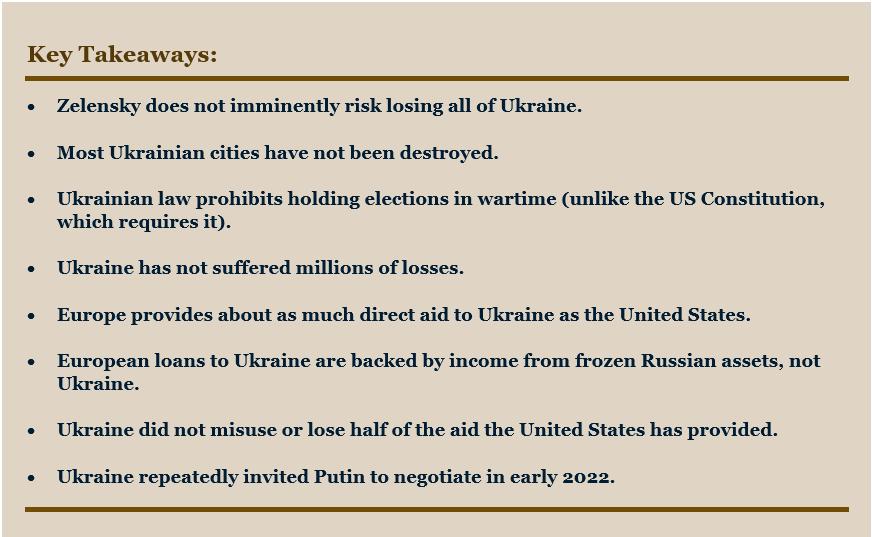 Key Takeaways:
• Zelensky does not imminently risk losing all of Ukraine.
• Most Ukrainian cities have not been destroyed.
• Ukrainian law prohibits holding elections in wartime (unlike the US Constitution,
which requires it).
• Ukraine has not suffered millions of losses.
• Europe provides about as much direct aid to Ukraine as the United States.
• European loans to Ukraine are backed by income from frozen Russian assets, not
Ukraine.
• Ukraine did not misuse or lose half of the aid the United States has provided.
• Ukraine repeatedly invited Putin to negotiate in early 2022.